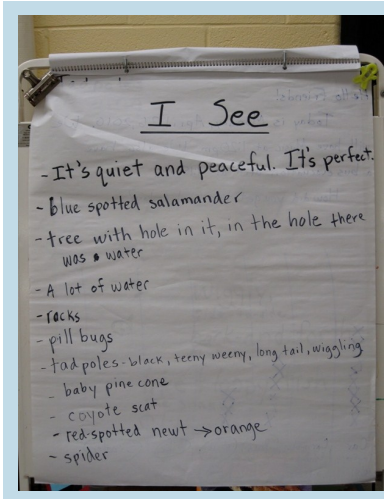 I See
- It's quiet and peaceful. It's perfect.
- blue spotted salamander
- tree with hole in it, in the hole there
was water
- A lot of water
- rocks
- pill bugs
- tadpoles - black, teeny weeny, long tail, wiggling
- baby pine cone
- coyote scat
- red-spotted newt → orange
- spider